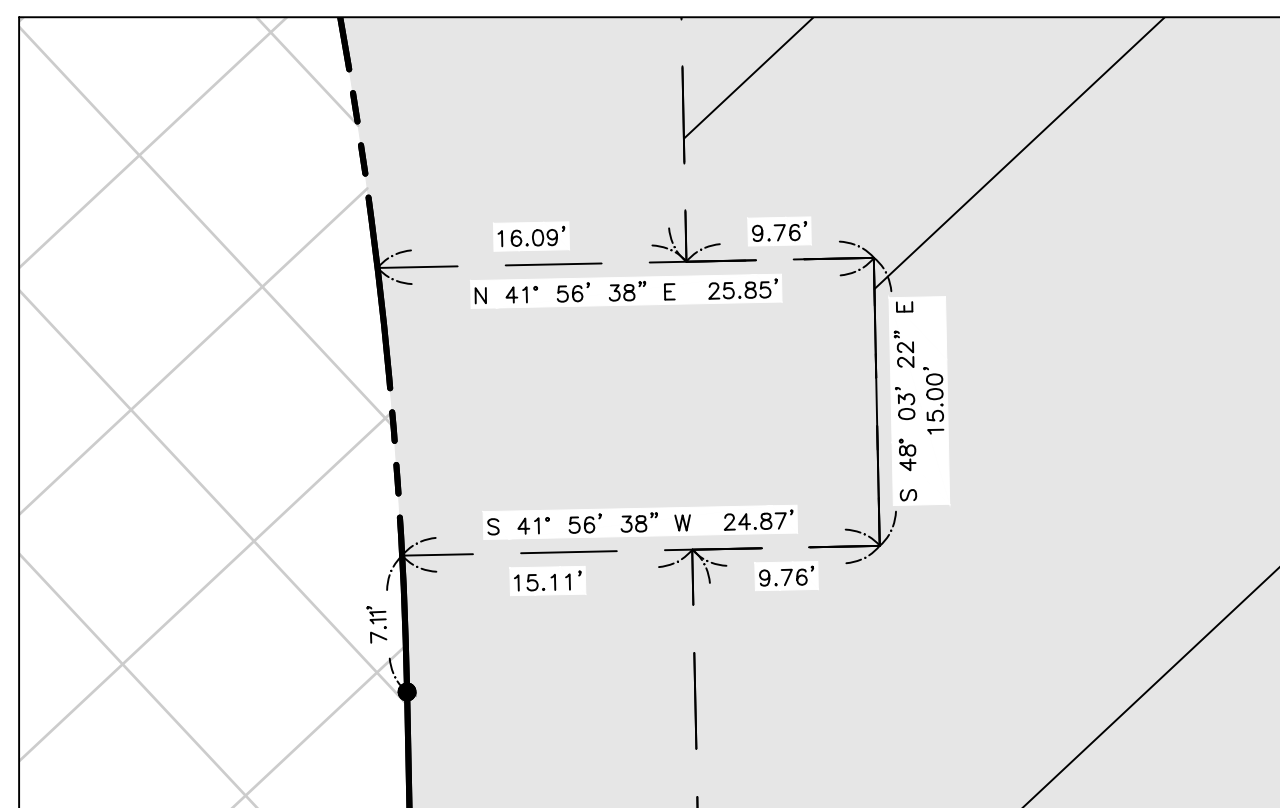 16.09’
9.76’
N 41° 56’ 38” E 25.85’
S 48° 03’ 22” E
15.00’
S 41° 56’ 38” W 24.87’
15.11’
9.76’
7.11’